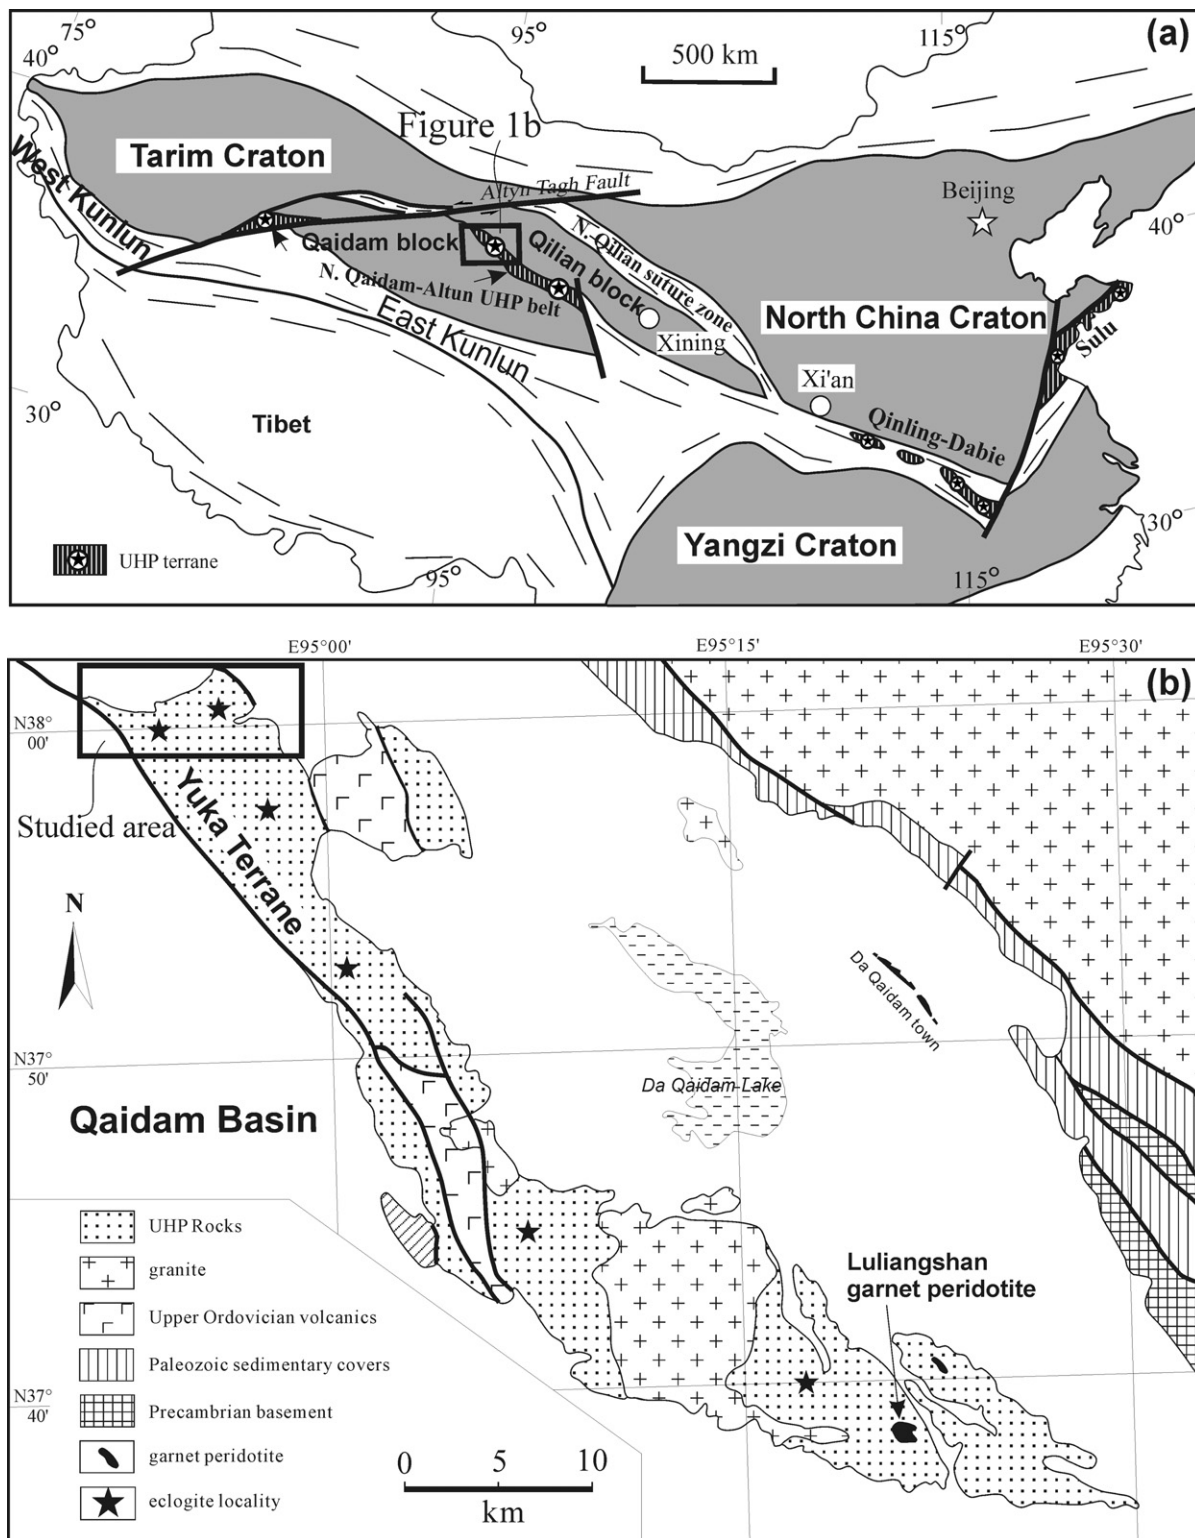 75°
95°
115°
(a)
40°
500 km
Figure 1b
Tarim Craton
Altyn Tagh Fault
Beijing
West Kunlun
Qaidam block
Qilian block
N. Qilian suture zone
40°
N. Qaidam-Altun UHP belt
North China Craton
East Kunlun
Xining
Sulu
Xi'an
30°
Tibet
Qinling-Dabie
30°
Yangzi Craton
UHP terrane
95°
115°
E95°00'
E95°15'
E95°30'
(b)
N38°
00'
Studied area
Yuka Terrane
N
Da Qaidam town
N37°
50'
Da Qaidam Lake
Qaidam Basin
UHP Rocks
granite
Upper Ordovician volcanics
Paleozoic sedimentary covers
Precambrian basement
garnet peridotite
eclogite locality
Luliangshan
garnet peridotite
N37°
40'
0 5 10
km